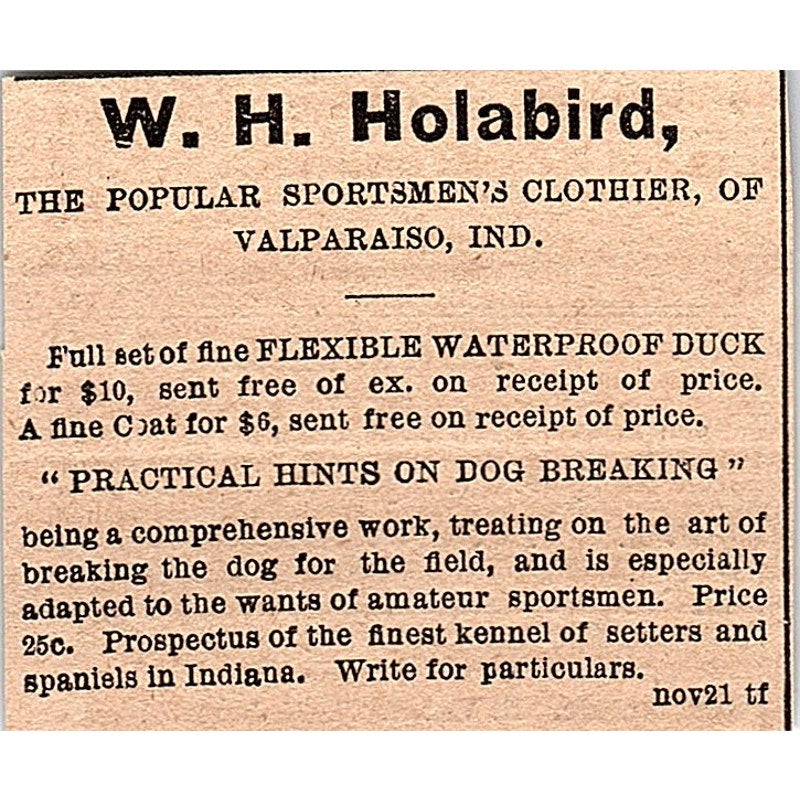 W. H. Holabird,
THE POPULAR SPORTSMEN'S CLOTHIER, OF
VALPARAISO, IND.
Full set of fine FLEXIBLE WATERPROOF DUCK
for $10, sent free of ex. on receipt of price.
A fine Coat for $6, sent free on receipt of price.
“ PRACTICAL HINTS ON DOG BREAKING ”
being a comprehensive work, treating on the art of
breaking the dog for the field, and is especially
adapted to the wants of amateur sportsmen. Price
25c. Prospectus of the finest kennel of setters and
spaniels in Indiana. Write for particulars.
nov21 tf